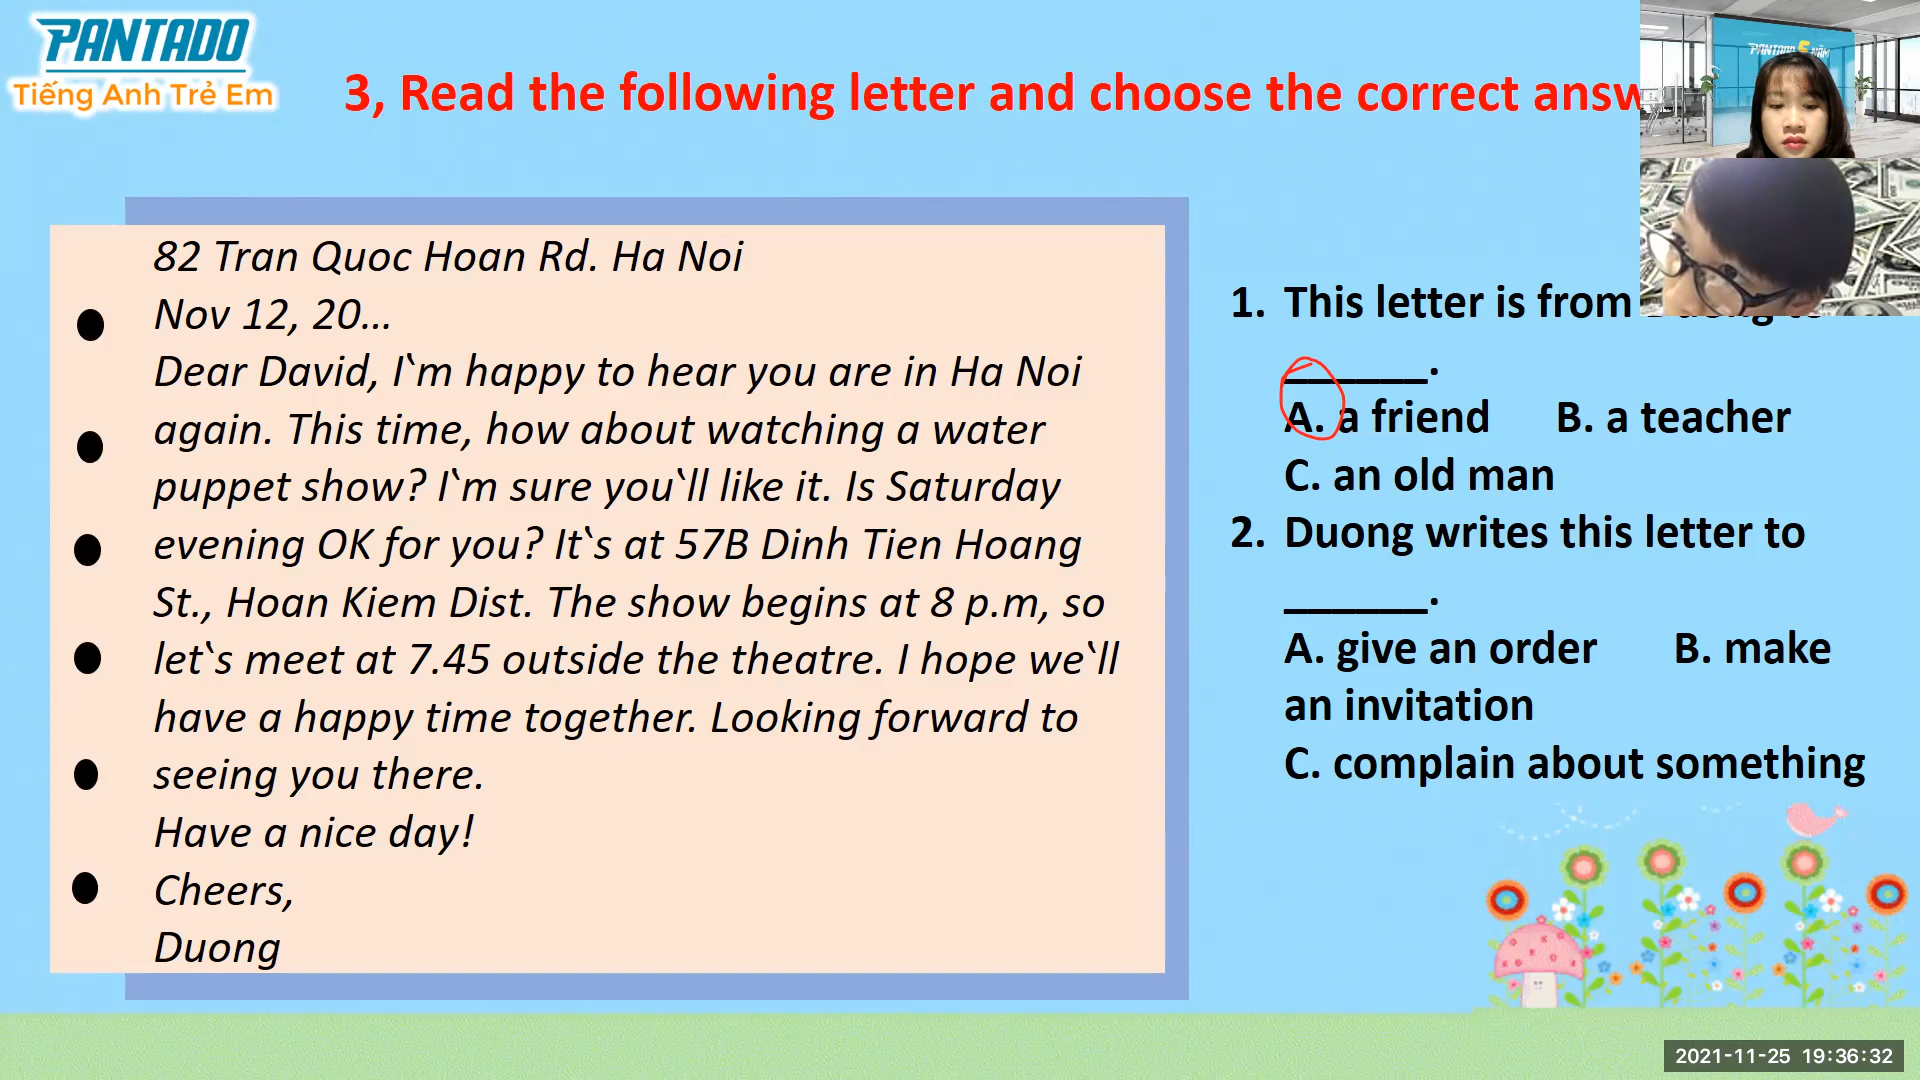 PANTADO
Tiếng Anh Trẻ Em
3, Read the following letter and choose the correct answ
PANTADO 5 NĂM
82 Tran Quoc Hoan Rd. Ha Noi
Nov 12, 20...
Dear David, I‛m happy to hear you are in Ha Noi
again. This time, how about watching a water
puppet show? I‛m sure you‛ll like it. Is Saturday
evening OK for you? It‛s at 57B Dinh Tien Hoang
St., Hoan Kiem Dist. The show begins at 8 p.m, so
let‛s meet at 7.45 outside the theatre. I hope we‛ll
have a happy time together. Looking forward to
seeing you there.
Have a nice day!
Cheers,
Duong
1. This letter is from
______.
A. a friend B. a teacher
C. an old man
2. Duong writes this letter to
______.
A. give an order B. make
an invitation
C. complain about something
2021-11-25 19:36:32